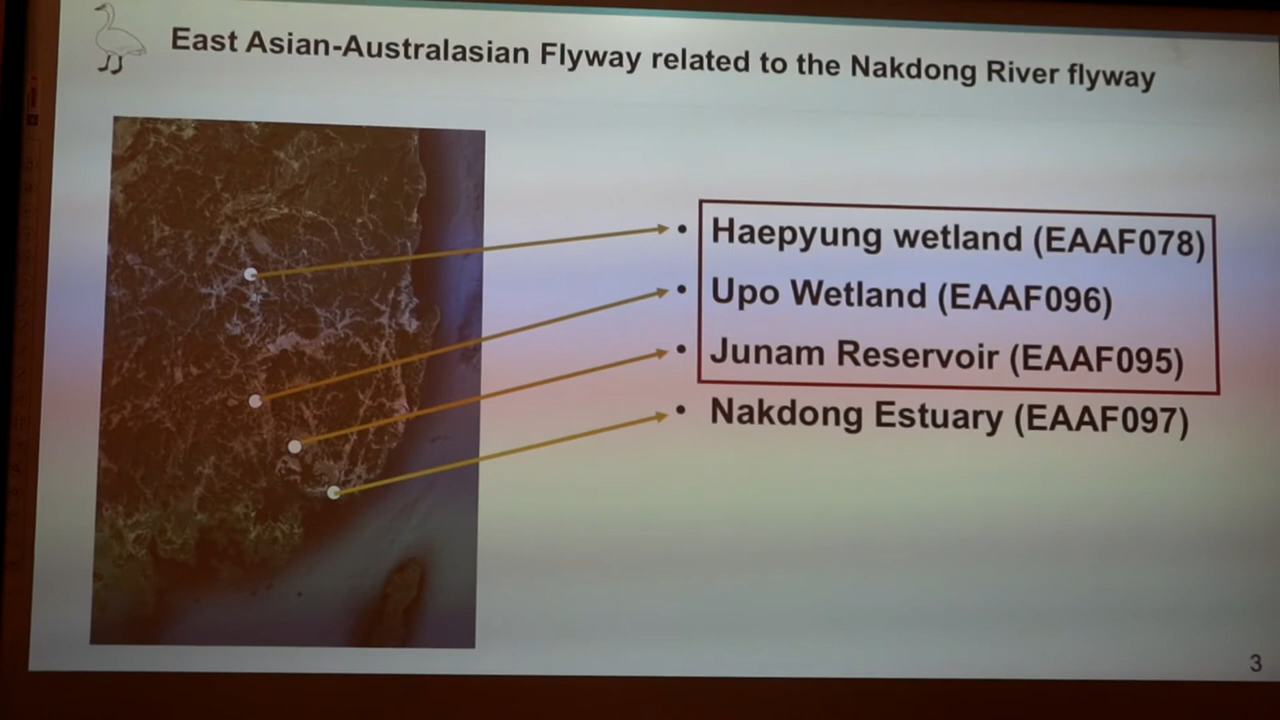 East Asian-Australasian Flyway related to the Nakdong River flyway
• Haepyung wetland (EAAF078)
• Upo Wetland (EAAF096)
• Junam Reservoir (EAAF095)
• Nakdong Estuary (EAAF097)
3